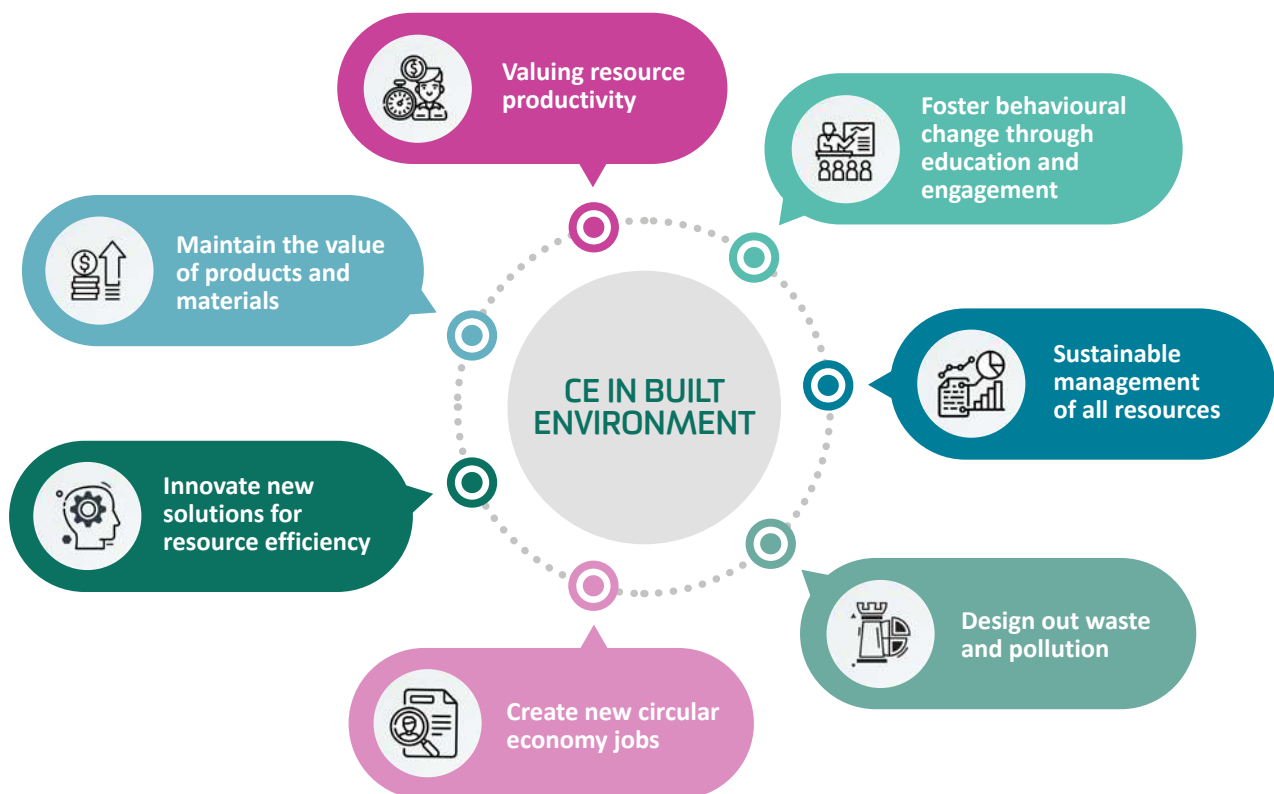 Valuing resource
productivity
Foster behavioural
change through
education and
engagement
Maintain the value
of products and
materials
Sustainable
management
of all resources
CE IN BUILT
ENVIRONMENT
Innovate new
solutions for
resource efficiency
Design out waste
and pollution
Create new circular
economy jobs